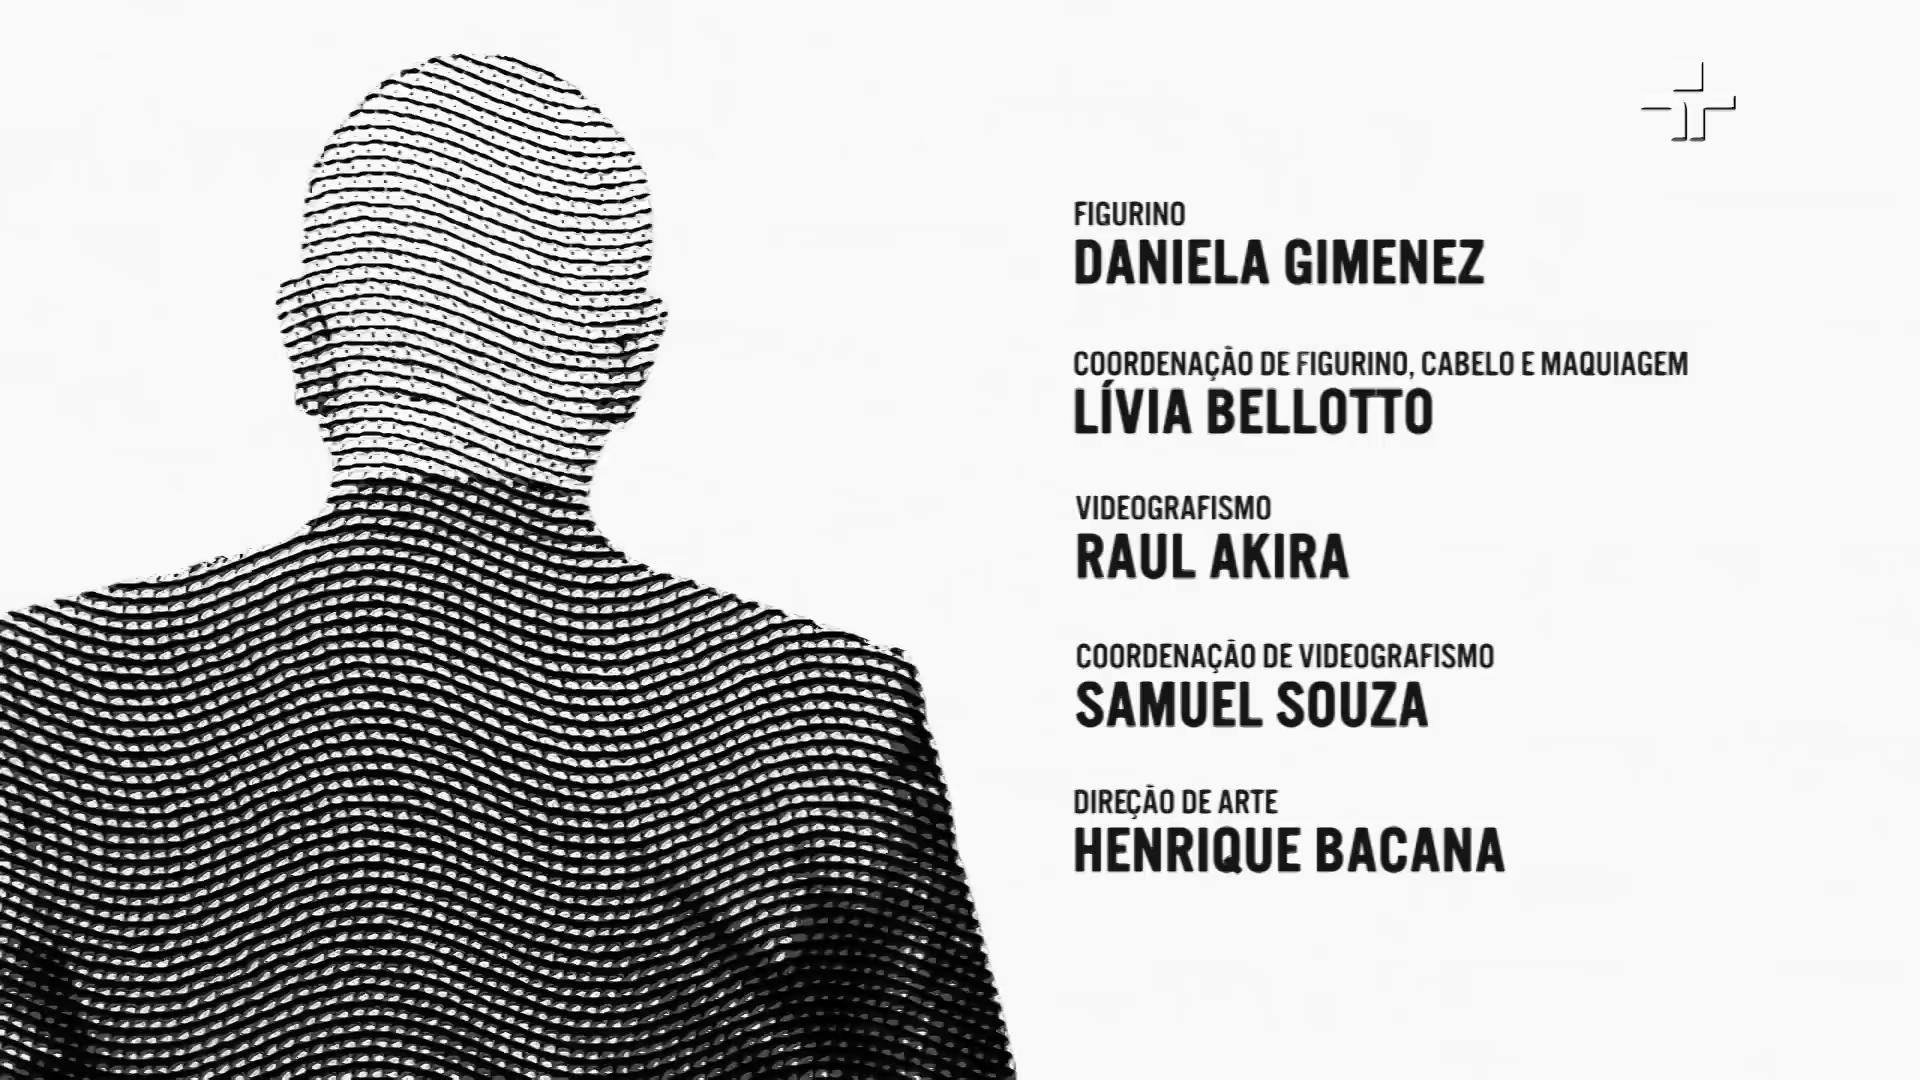 FIGURINO
DANIELA GIMENEZ
COORDENAÇÃO DE FIGURINO, CABELO E MAQUIAGEM
LÍVIA BELLOTTO
VIDEOGRAFISMO
RAUL AKIRA
COORDENAÇÃO DE VIDEOGRAFISMO
SAMUEL SOUZA
DIREÇÃO DE ARTE
HENRIQUE BACANA